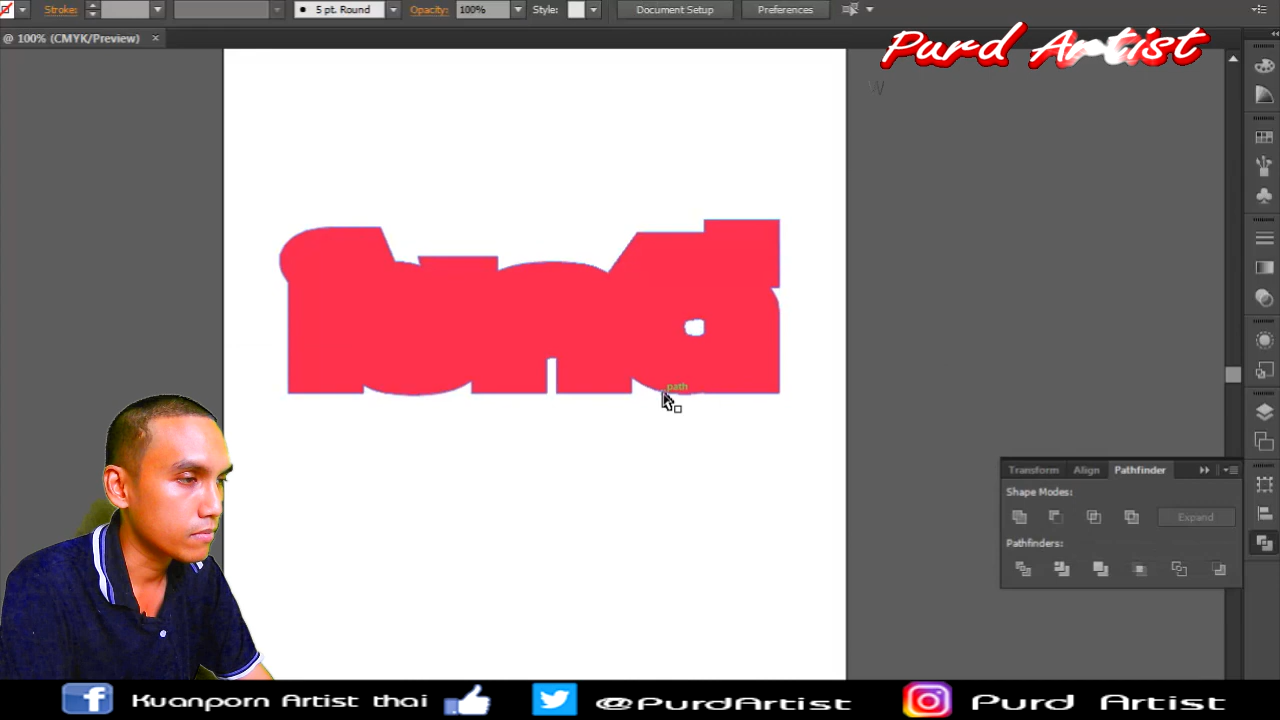 Stroke:
5 pt. Round
Opacity: 100%
Style:
Document Setup
Preferences
@ 100% (CMYK/Preview) ×
Purd Artist
path
Transform Align Pathfinder
Shape Modes:
Expand
Pathfinders:
Kuanporn Artist thai
@PurdArtist
Purd Artist